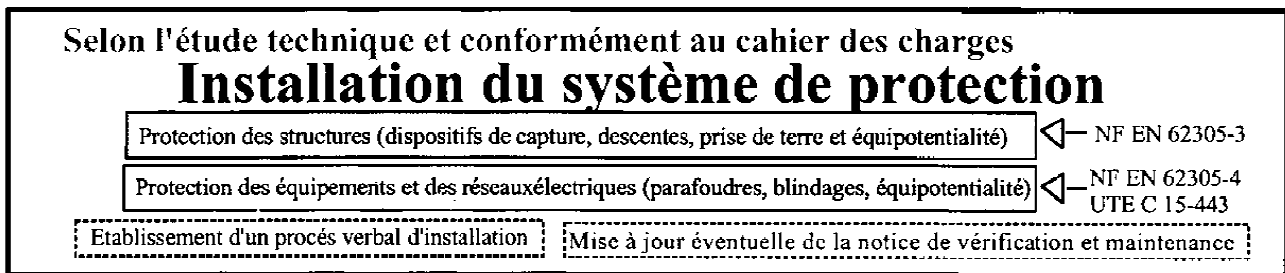 Selon l'étude technique et conformément au cahier des charges
Installation du système de protection
Protection des structures (dispositifs de capture, descentes, prise de terre et équipotentialité)
NF EN 62305-3
Protection des équipements et des réseauxélectriques (parafoudres, blindages, équipotentialité)
NF EN 62305-4
UTE C 15-443
Etablissement d'un procés verbal d'installation
Mise à jour éventuelle de la notice de vérification et maintenance